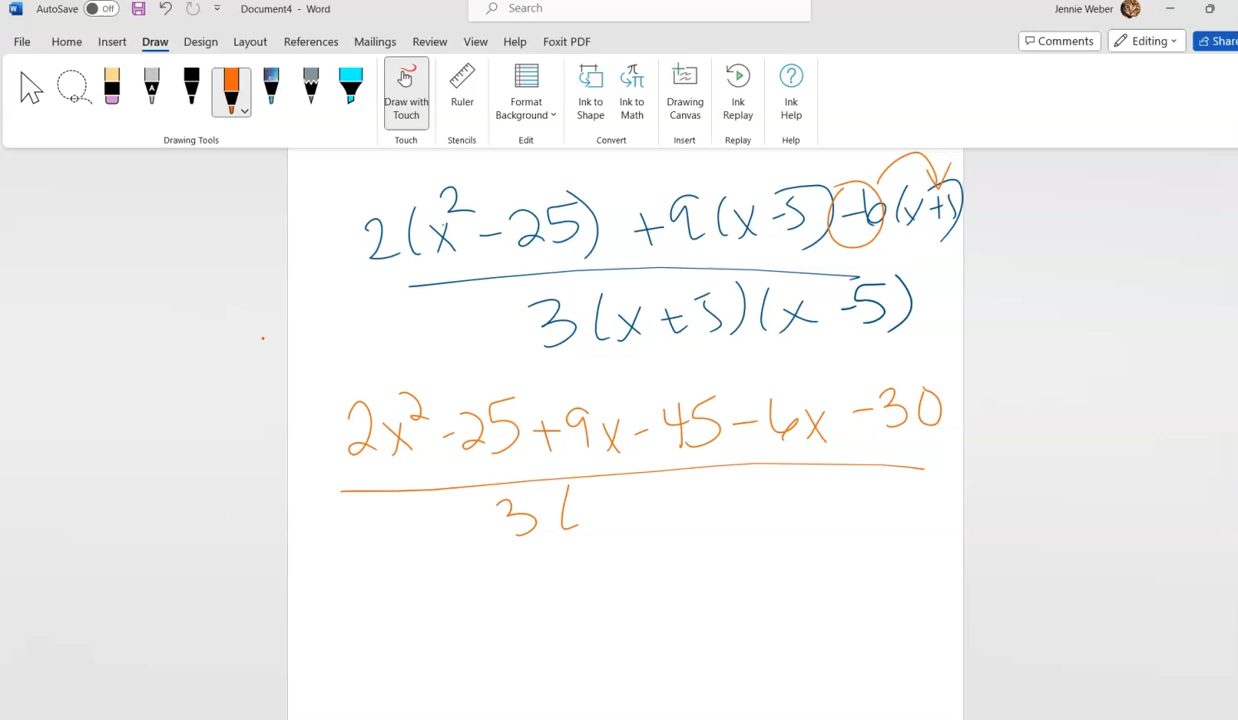 AutoSave Off Document4 - Word Search Jennie Weber
File Home Insert Draw Design Layout References Mailings Review View Help Foxit PDF Comments Editing Share
A
Draw with Touch Ruler Format Background Ink to Shape Ink to Math Drawing Canvas Ink Replay Ink Help
Drawing Tools Touch Stencils Edit Convert Insert Replay Help
2(x² - 25) + 9(x - 5) - 6(x + 5)
3(x + 5)(x - 5)
2x² - 25 + 9x - 45 - 6x - 30
3(